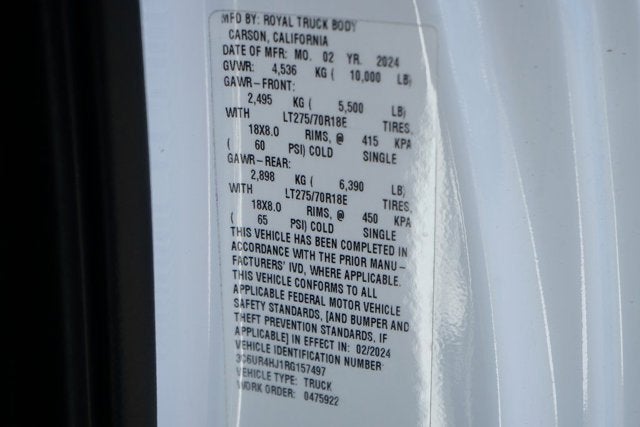 MFD BY: ROYAL TRUCK BODY
CARSON, CALIFORNIA
DATE OF MFR: MO. 02 YR. 2024
GVWR: 4,536 KG ( 10,000 LB)
GAWR-FRONT:
2,495 KG ( 5,500 LB)
WITH LT275/70R18E TIRES,
18X8.0 RIMS, @ 415 KPA
( 60 PSI) COLD SINGLE
GAWR-REAR:
2,898 KG ( 6,390 LB)
WITH LT275/70R18E TIRES,
18X8.0 RIMS, @ 450 KPA
( 65 PSI) COLD SINGLE
THIS VEHICLE HAS BEEN COMPLETED IN
ACCORDANCE WITH THE PRIOR MANU-
FACTURERS' IVD, WHERE APPLICABLE.
THIS VEHICLE CONFORMS TO ALL
APPLICABLE FEDERAL MOTOR VEHICLE
SAFETY STANDARDS, [AND BUMPER AND
THEFT PREVENTION STANDARDS, IF
APPLICABLE] IN EFFECT IN: 02/2024
VEHICLE IDENTIFICATION NUMBER:
3C6UR4HJ1RG157497
VEHICLE TYPE: TRUCK
WORK ORDER: 0475922